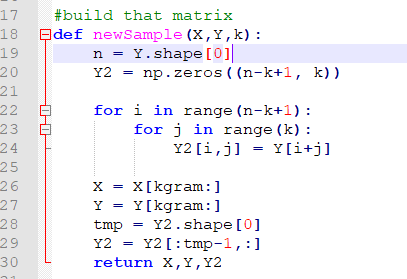 17 #build that matrix
18 def newSample(X,Y,k):
19     n = Y.shape[0]
20     Y2 = np.zeros((n-k+1, k))
21
22     for i in range(n-k+1):
23         for j in range(k):
24             Y2[i,j] = Y[i+j]
25
26     X = X[kgram:]
27     Y = Y[kgram:]
28     tmp = Y2.shape[0]
29     Y2 = Y2[:tmp-1,:]
30     return X,Y,Y2